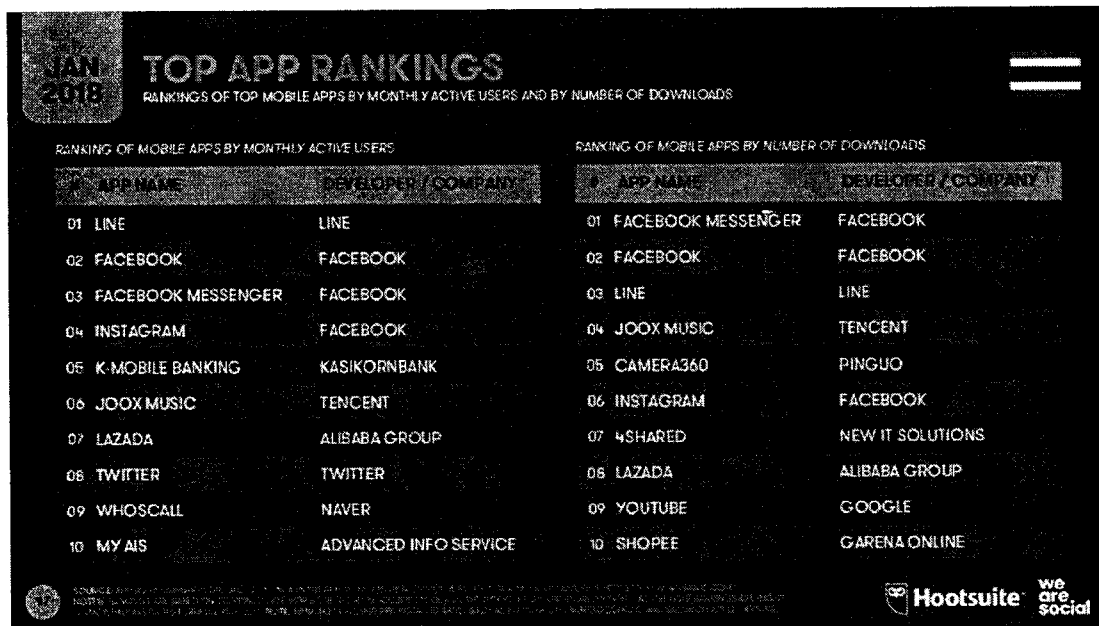 JAN
2018
TOP APP RANKINGS
RANKINGS OF TOP MOBILE APPS BY MONTHLY ACTIVE USERS AND BY NUMBER OF DOWNLOADS
RANKING OF MOBILE APPS BY MONTHLY ACTIVE USERS
# APP NAME DEVELOPER / COMPANY
01 LINE LINE
02 FACEBOOK FACEBOOK
03 FACEBOOK MESSENGER FACEBOOK
04 INSTAGRAM FACEBOOK
05 K-MOBILE BANKING KASIKORNBANK
06 JOOX MUSIC TENCENT
07 LAZADA ALIBABA GROUP
08 TWITTER TWITTER
09 WHOSCALL NAVER
10 MY AIS ADVANCED INFO SERVICE
RANKING OF MOBILE APPS BY NUMBER OF DOWNLOADS
# APP NAME DEVELOPER / COMPANY
01 FACEBOOK MESSENGER FACEBOOK
02 FACEBOOK FACEBOOK
03 LINE LINE
04 JOOX MUSIC TENCENT
05 CAMERA360 PINGUO
06 INSTAGRAM FACEBOOK
07 4SHARED NEW IT SOLUTIONS
08 LAZADA ALIBABA GROUP
09 YOUTUBE GOOGLE
10 SHOPEE GARENA ONLINE
Hootsuite
we
are.
social